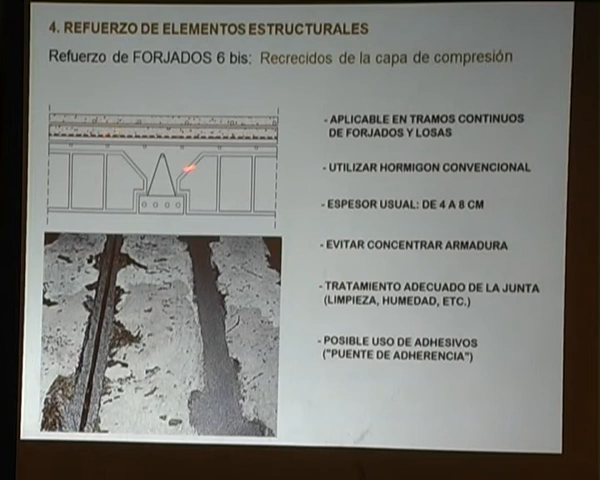 4. REFUERZO DE ELEMENTOS ESTRUCTURALES
Refuerzo de FORJADOS 6 bis: Recrecidos de la capa de compresión
- APLICABLE EN TRAMOS CONTINUOS
DE FORJADOS Y LOSAS
- UTILIZAR HORMIGON CONVENCIONAL
- ESPESOR USUAL: DE 4 A 8 CM
- EVITAR CONCENTRAR ARMADURA
- TRATAMIENTO ADECUADO DE LA JUNTA
(LIMPIEZA, HUMEDAD, ETC.)
- POSIBLE USO DE ADHESIVOS
("PUENTE DE ADHERENCIA")